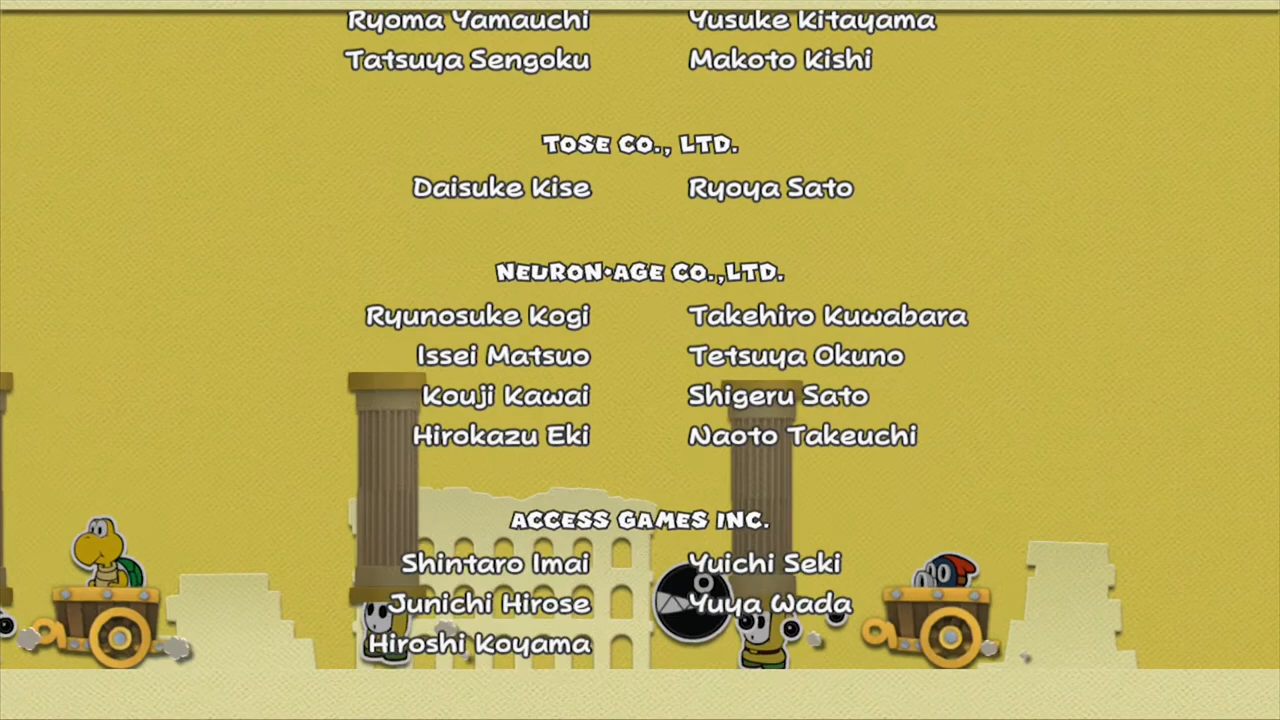 Ryoma Yamauchi Yusuke Kitayama
Tatsuya Sengoku Makoto Kishi
TOSE CO., LTD.
Daisuke Kise Ryoya Sato
NEURON•AGE CO.,LTD.
Ryunosuke Kogi Takehiro Kuwabara
Issei Matsuo Tetsuya Okuno
Kouji Kawai Shigeru Sato
Hirokazu Eki Naoto Takeuchi
ACCESS GAMES INC.
Shintaro Imai Yuichi Seki
Junichi Hirose Yuya Wada
Hiroshi Koyama